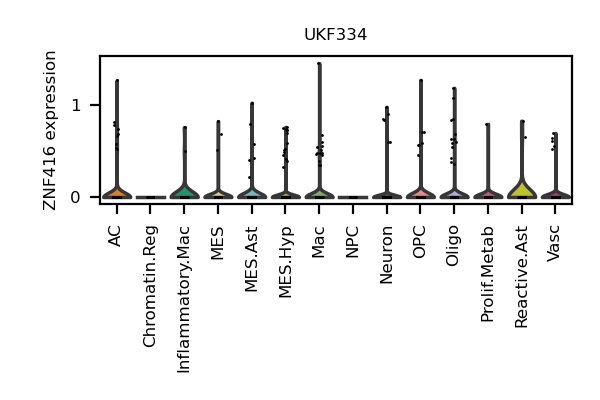 UKF334
ZNF416 expression
1
0
AC
Chromatin.Reg
Inflammatory.Mac
MES
MES.Ast
MES.Hyp
Mac
NPC
Neuron
OPC
Oligo
Prolif.Metab
Reactive.Ast
Vasc